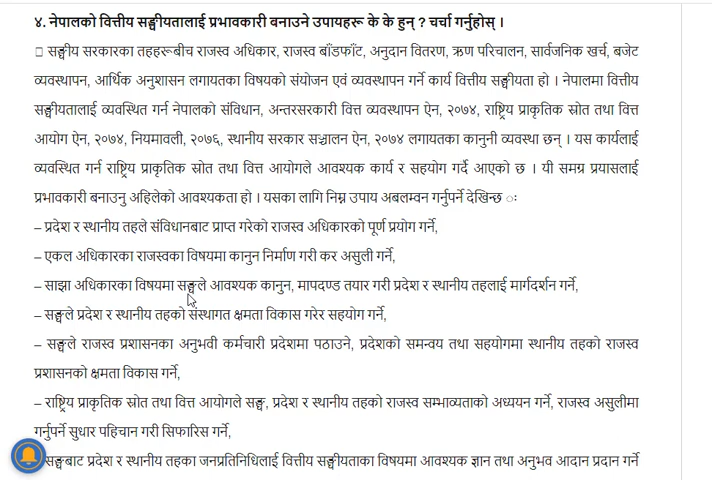 ४. नेपालको वित्तीय सङ्घीयतालाई प्रभावकारी बनाउने उपायहरू के के हुन् ? चर्चा गर्नुहोस् ।
सङ्घीय सरकारका तहहरूबीच राजस्व अधिकार, राजस्व बाँडफाँट, अनुदान वितरण, ऋण परिचालन, सार्वजनिक खर्च, बजेट
व्यवस्थापन, आर्थिक अनुशासन लगायतका विषयको संयोजन एवं व्यवस्थापन गर्ने कार्य वित्तीय सङ्घीयता हो । नेपालमा वित्तीय
सङ्घीयतालाई व्यवस्थित गर्न नेपालको संविधान, अन्तरसरकारी वित्त व्यवस्थापन ऐन, २०७४, राष्ट्रिय प्राकृतिक स्रोत तथा वित्त
आयोग ऐन, २०७४, नियमावली, २०७६, स्थानीय सरकार सञ्चालन ऐन, २०७४ लगायतका कानुनी व्यवस्था छन् । यस कार्यलाई
व्यवस्थित गर्न राष्ट्रिय प्राकृतिक स्रोत तथा वित्त आयोगले आवश्यक कार्य र सहयोग गर्दै आएको छ । यी समग्र प्रयासलाई
प्रभावकारी बनाउनु अहिलेको आवश्यकता हो । यसका लागि निम्न उपाय अबलम्वन गर्नुपर्ने देखिन्छ ः
– प्रदेश र स्थानीय तहले संविधानबाट प्राप्त गरेको राजस्व अधिकारको पूर्ण प्रयोग गर्ने,
– एकल अधिकारका राजस्वका विषयमा कानुन निर्माण गरी कर असुली गर्ने,
– साझा अधिकारका विषयमा सङ्घले आवश्यक कानुन, मापदण्ड तयार गरी प्रदेश र स्थानीय तहलाई मार्गदर्शन गर्ने,
– सङ्घले प्रदेश र स्थानीय तहको संस्थागत क्षमता विकास गरेर सहयोग गर्ने,
– सङ्घले राजस्व प्रशासनका अनुभवी कर्मचारी प्रदेशमा पठाउने, प्रदेशको समन्वय तथा सहयोगमा स्थानीय तहको राजस्व
प्रशासनको क्षमता विकास गर्ने,
– राष्ट्रिय प्राकृतिक स्रोत तथा वित्त आयोगले सङ्घ, प्रदेश र स्थानीय तहको राजस्व सम्भाव्यताको अध्ययन गर्ने, राजस्व असुलीमा
गर्नुपर्ने सुधार पहिचान गरी सिफारिस गर्ने,
सङ्घबाट प्रदेश र स्थानीय तहका जनप्रतिनिधिलाई वित्तीय सङ्घीयताका विषयमा आवश्यक ज्ञान तथा अनुभव आदान प्रदान गर्ने